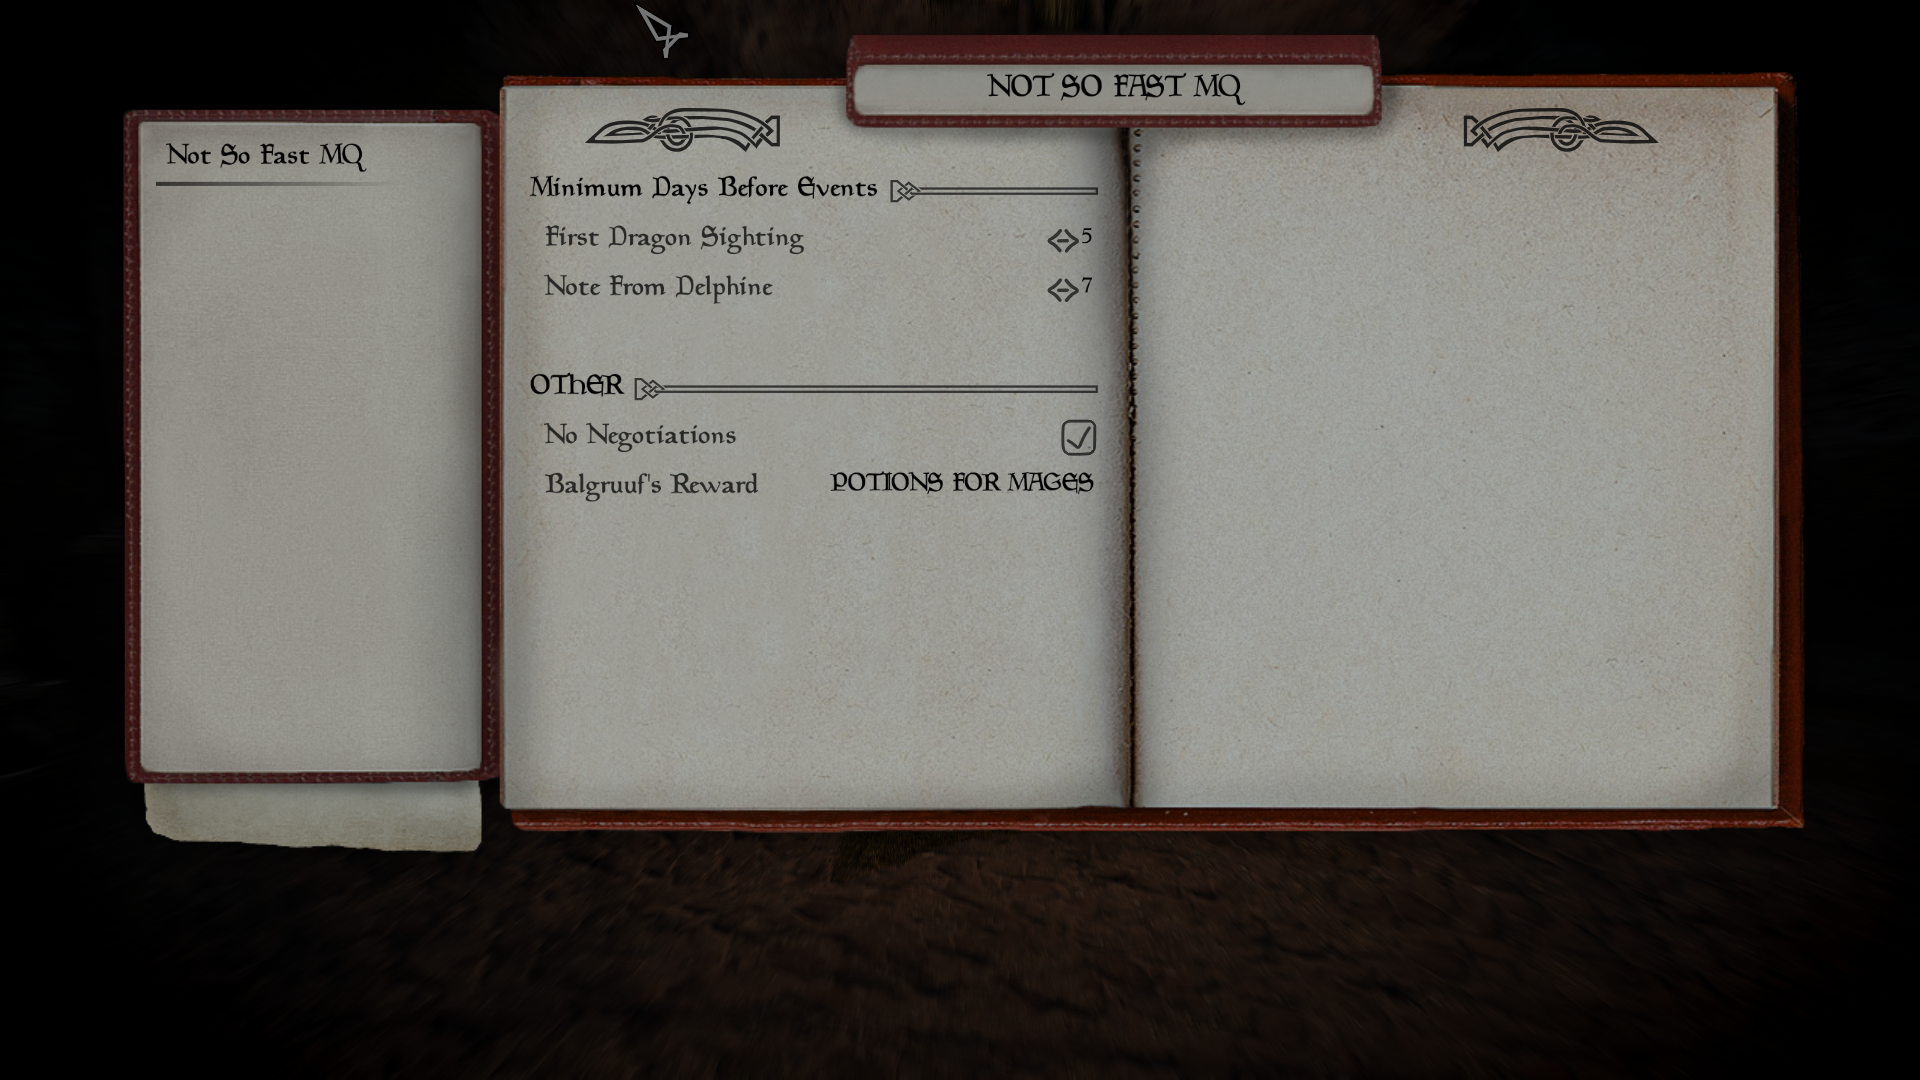 NOT SO FAST MQ
Not So Fast MQ
Minimum Days Before Events
First Dragon Sighting 5
Note From Delphine 7
OThER
No Negotiations
Balgruuf's Reward POTIONS FOR MAGES